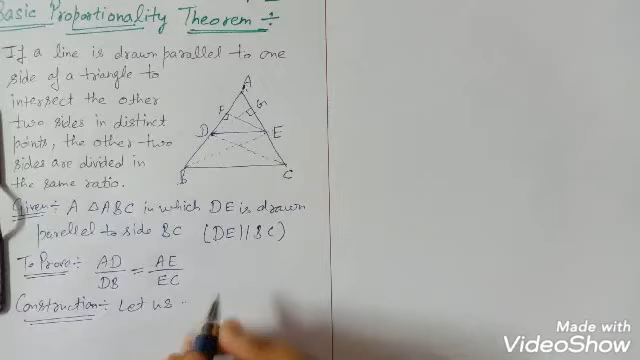 Basic Proportionality Theorem ÷
If a line is drawn parallel to one
side of a triangle to
intersect the other
two sides in distinct
points, the other two
sides are divided in
the same ratio.
A
F
G
D
E
B
C
Given ÷ A △ABC in which DE is drawn
parellel to side BC (DE || BC)
To Prove ÷ AD/DB = AE/EC
Construction ÷ Let us
Made with
VideoShow